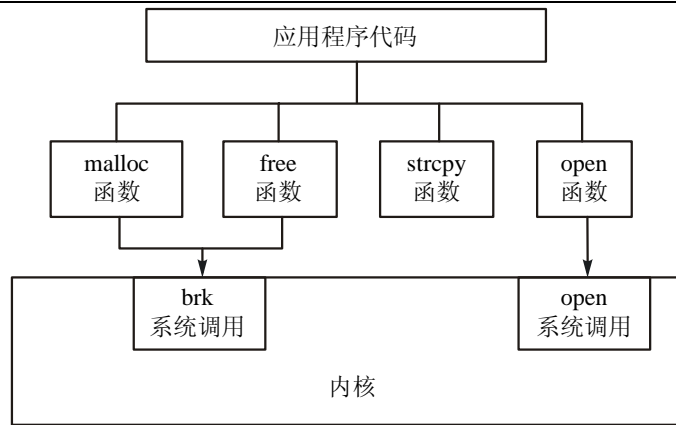 应用程序代码
malloc
函数
free
函数
strcpy
函数
open
函数
brk
系统调用
open
系统调用
内核